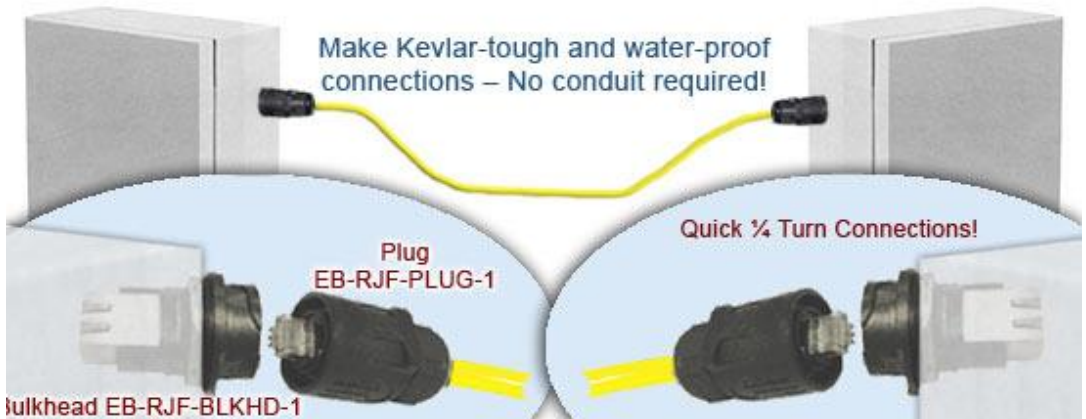 Make Kevlar-tough and water-proof
connections – No conduit required!
Plug
EB-RJF-PLUG-1
Quick ¼ Turn Connections!
Bulkhead EB-RJF-BLKHD-1